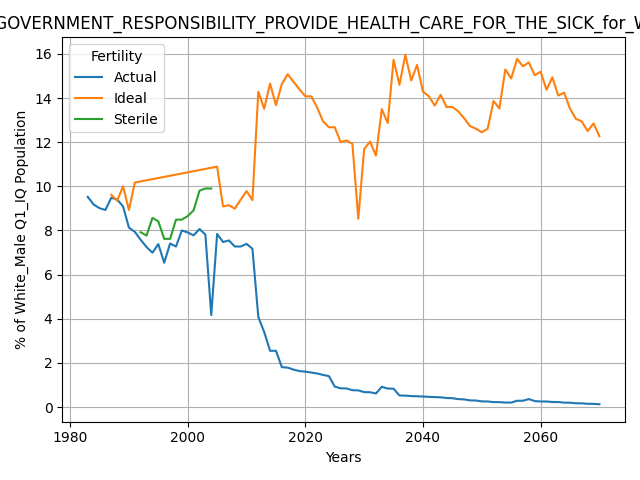 GOVERNMENT_RESPONSIBILITY_PROVIDE_HEALTH_CARE_FOR_THE_SICK_for_W
Fertility
Actual
Ideal
Sterile
% of White_Male Q1_IQ Population
16
14
12
10
8
6
4
2
0
1980
2000
2020
2040
2060
Years